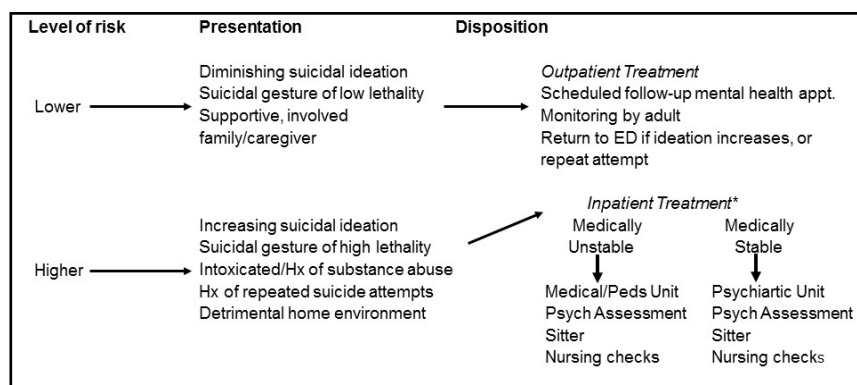 Level of risk Presentation Disposition
Diminishing suicidal ideation
Suicidal gesture of low lethality
Supportive, involved
family/caregiver
Lower
Outpatient Treatment
Scheduled follow-up mental health appt.
Monitoring by adult
Return to ED if ideation increases, or
repeat attempt
Higher
Increasing suicidal ideation
Suicidal gesture of high lethality
Intoxicated/Hx of substance abuse
Hx of repeated suicide attempts
Detrimental home environment
Inpatient Treatment*
Medically
Unstable
Medical/Peds Unit
Psych Assessment
Sitter
Nursing checks
Medically
Stable
Psychiartic Unit
Psych Assessment
Sitter
Nursing checks